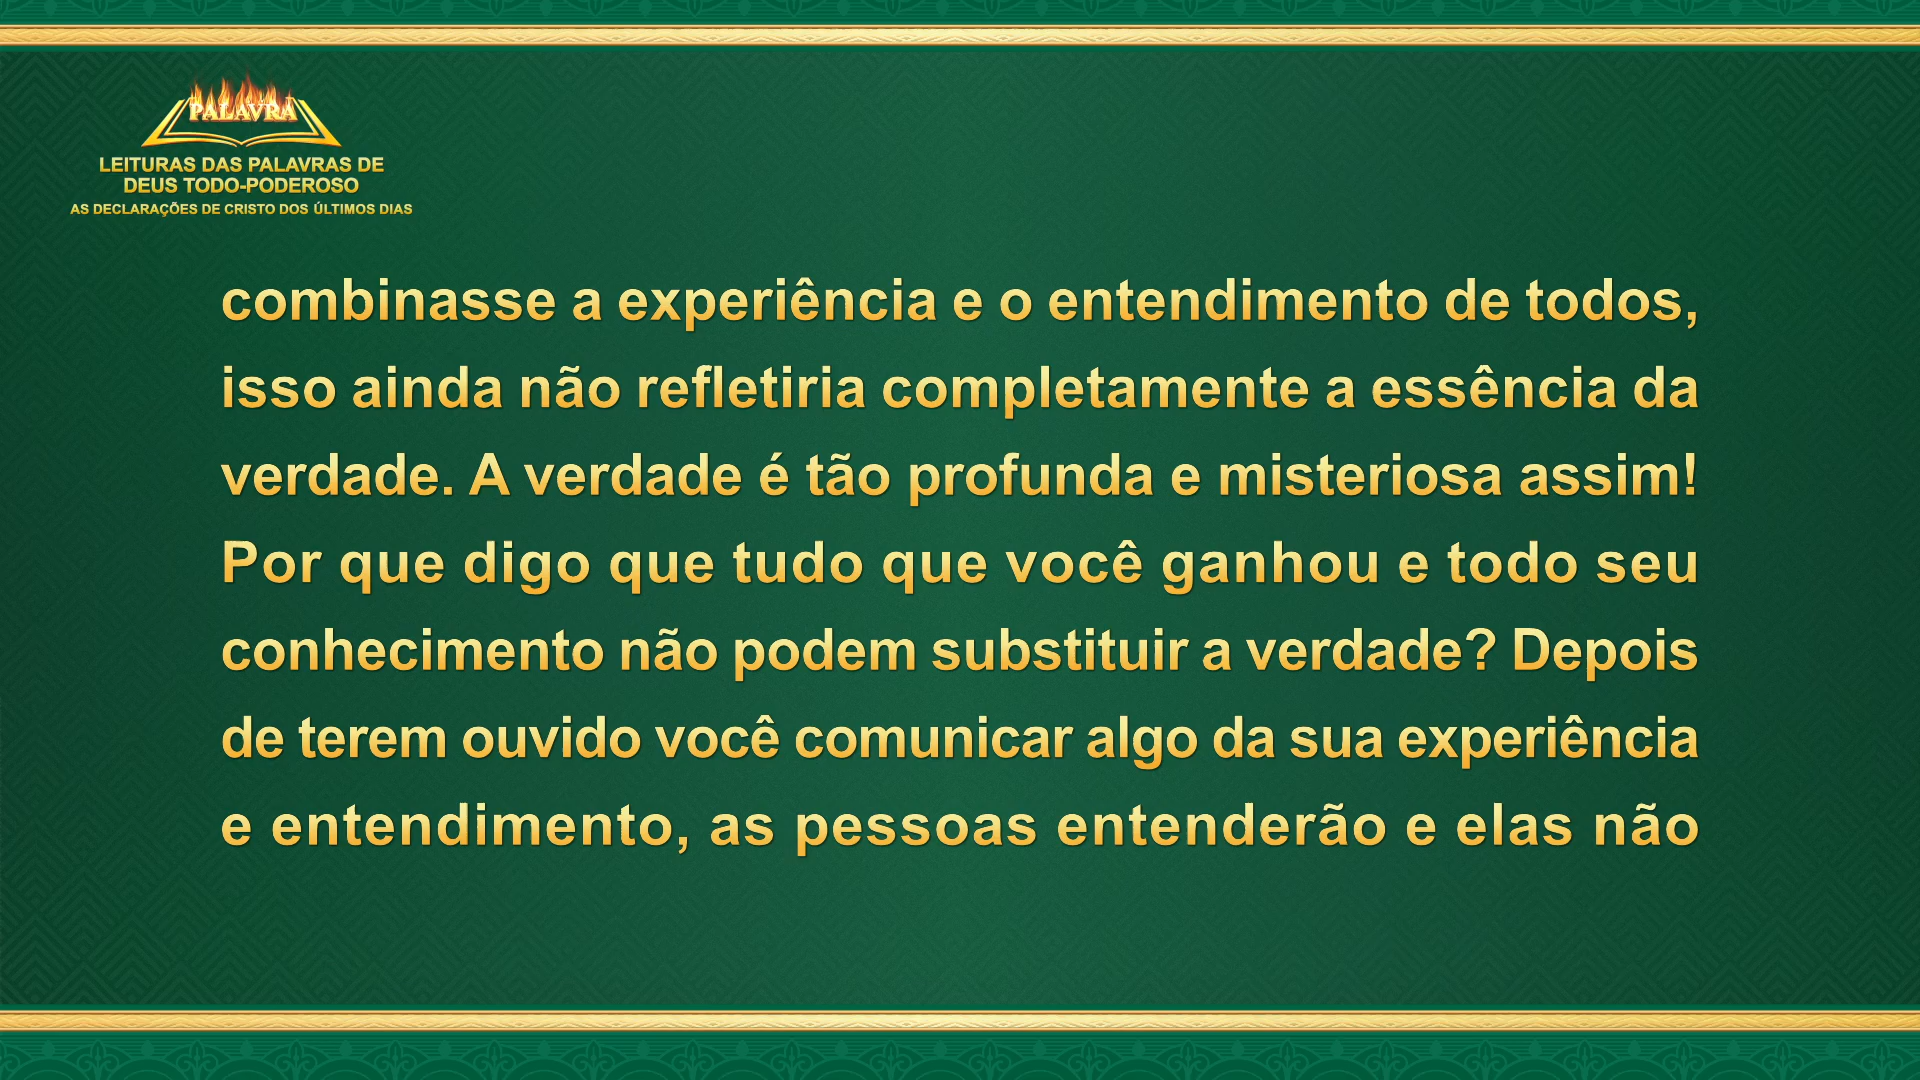 PALAVRA
LEITURAS DAS PALAVRAS DE
DEUS TODO-PODEROSO
AS DECLARAÇÕES DE CRISTO DOS ÚLTIMOS DIAS
combinasse a experiência e o entendimento de todos,
isso ainda não refletiria completamente a essência da
verdade. A verdade é tão profunda e misteriosa assim!
Por que digo que tudo que você ganhou e todo seu
conhecimento não podem substituir a verdade? Depois
de terem ouvido você comunicar algo da sua experiência
e entendimento, as pessoas entenderão e elas não